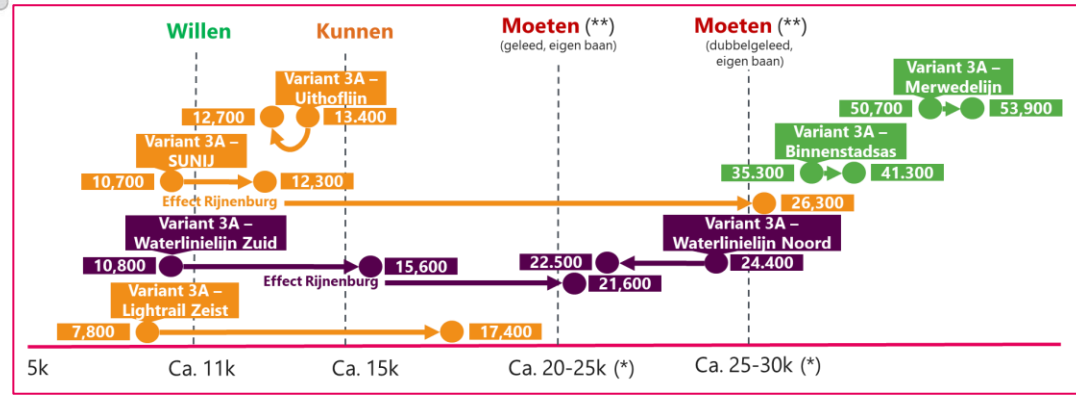 Willen
Kunnen
Moeten (**)
(geleed, eigen baan)
Moeten (**)
(dubbelgeleed,
eigen baan)
Variant 3A –
Uithoflijn
12,700
13.400
Variant 3A –
Merwedelijn
50,700
53,900
Variant 3A –
SUNIJ
10,700
12,300
Variant 3A –
Binnenstadsas
35.300
41.300
Effect Rijnenburg
26,300
Variant 3A –
Waterlinielijn Zuid
10,800
15,600
Variant 3A –
Waterlinielijn Noord
22.500
24.400
Effect Rijnenburg
21,600
Variant 3A –
Lightrail Zeist
7,800
17,400
5k
Ca. 11k
Ca. 15k
Ca. 20-25k (*)
Ca. 25-30k (*)